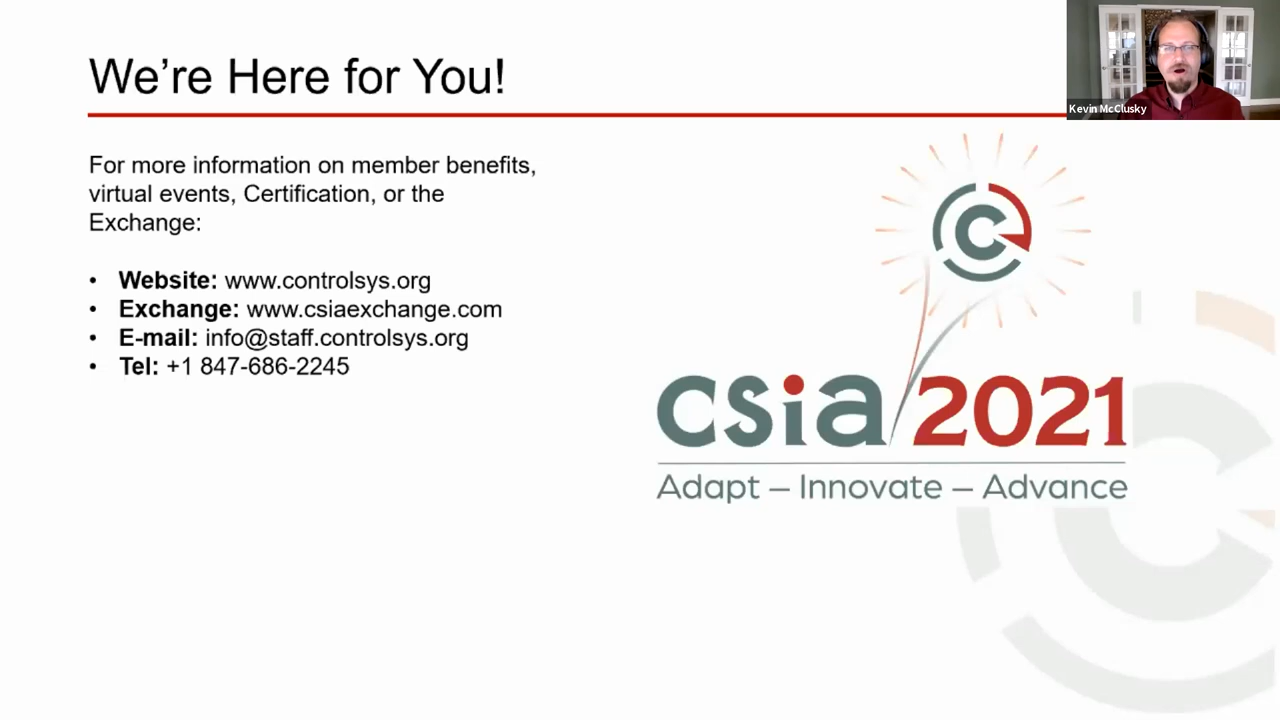 We’re Here for You!
Kevin McClusky
For more information on member benefits,
virtual events, Certification, or the
Exchange:
• Website: www.controlsys.org
• Exchange: www.csiaexchange.com
• E-mail: info@staff.controlsys.org
• Tel: +1 847-686-2245
csia 2021
Adapt – Innovate – Advance